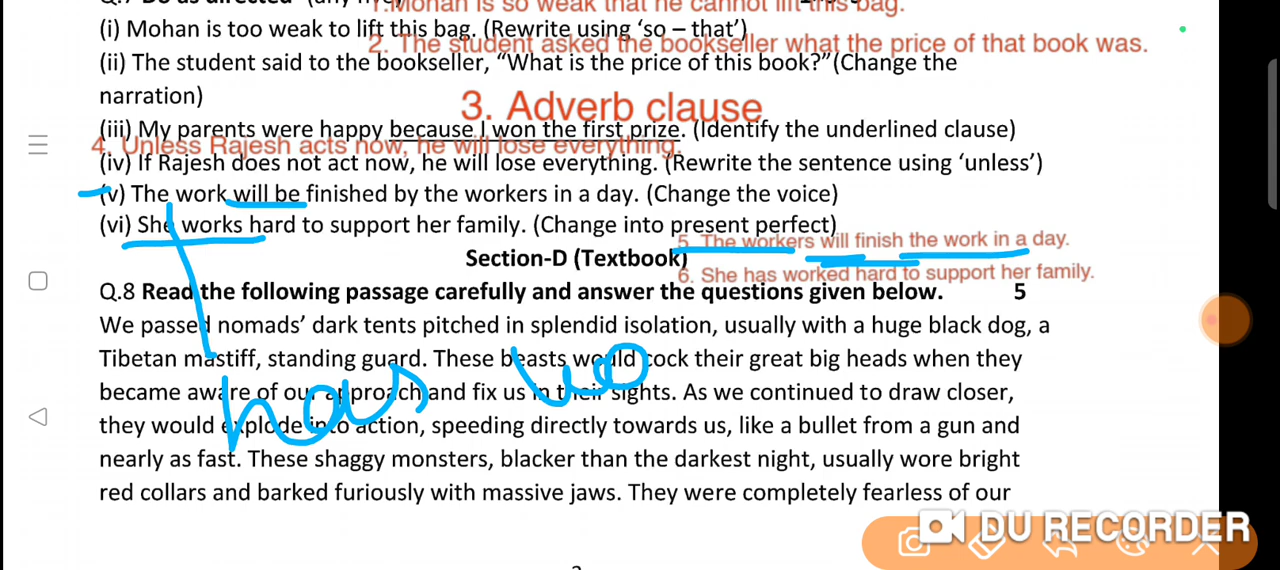 Q.7 Do as directed (any five)
1.Mohan is so weak that he cannot lift this bag.
(i) Mohan is too weak to lift this bag. (Rewrite using 'so – that')
2. The student asked the bookseller what the price of that book was.
(ii) The student said to the bookseller, "What is the price of this book?"(Change the
narration)
3. Adverb clause
(iii) My parents were happy because I won the first prize. (Identify the underlined clause)
4. Unless Rajesh acts now, he will lose everything.
(iv) If Rajesh does not act now, he will lose everything. (Rewrite the sentence using 'unless')
(v) The work will be finished by the workers in a day. (Change the voice)
(vi) She works hard to support her family. (Change into present perfect)
5. The workers will finish the work in a day.
Section-D (Textbook)
6. She has worked hard to support her family.
Q.8 Read the following passage carefully and answer the questions given below. 5
We passed nomads' dark tents pitched in splendid isolation, usually with a huge black dog, a
Tibetan mastiff, standing guard. These beasts would cock their great big heads when they
has wo
became aware of our approach and fix us in their sights. As we continued to draw closer,
they would explode into action, speeding directly towards us, like a bullet from a gun and
nearly as fast. These shaggy monsters, blacker than the darkest night, usually wore bright
red collars and barked furiously with massive jaws. They were completely fearless of our
DU RECORDER